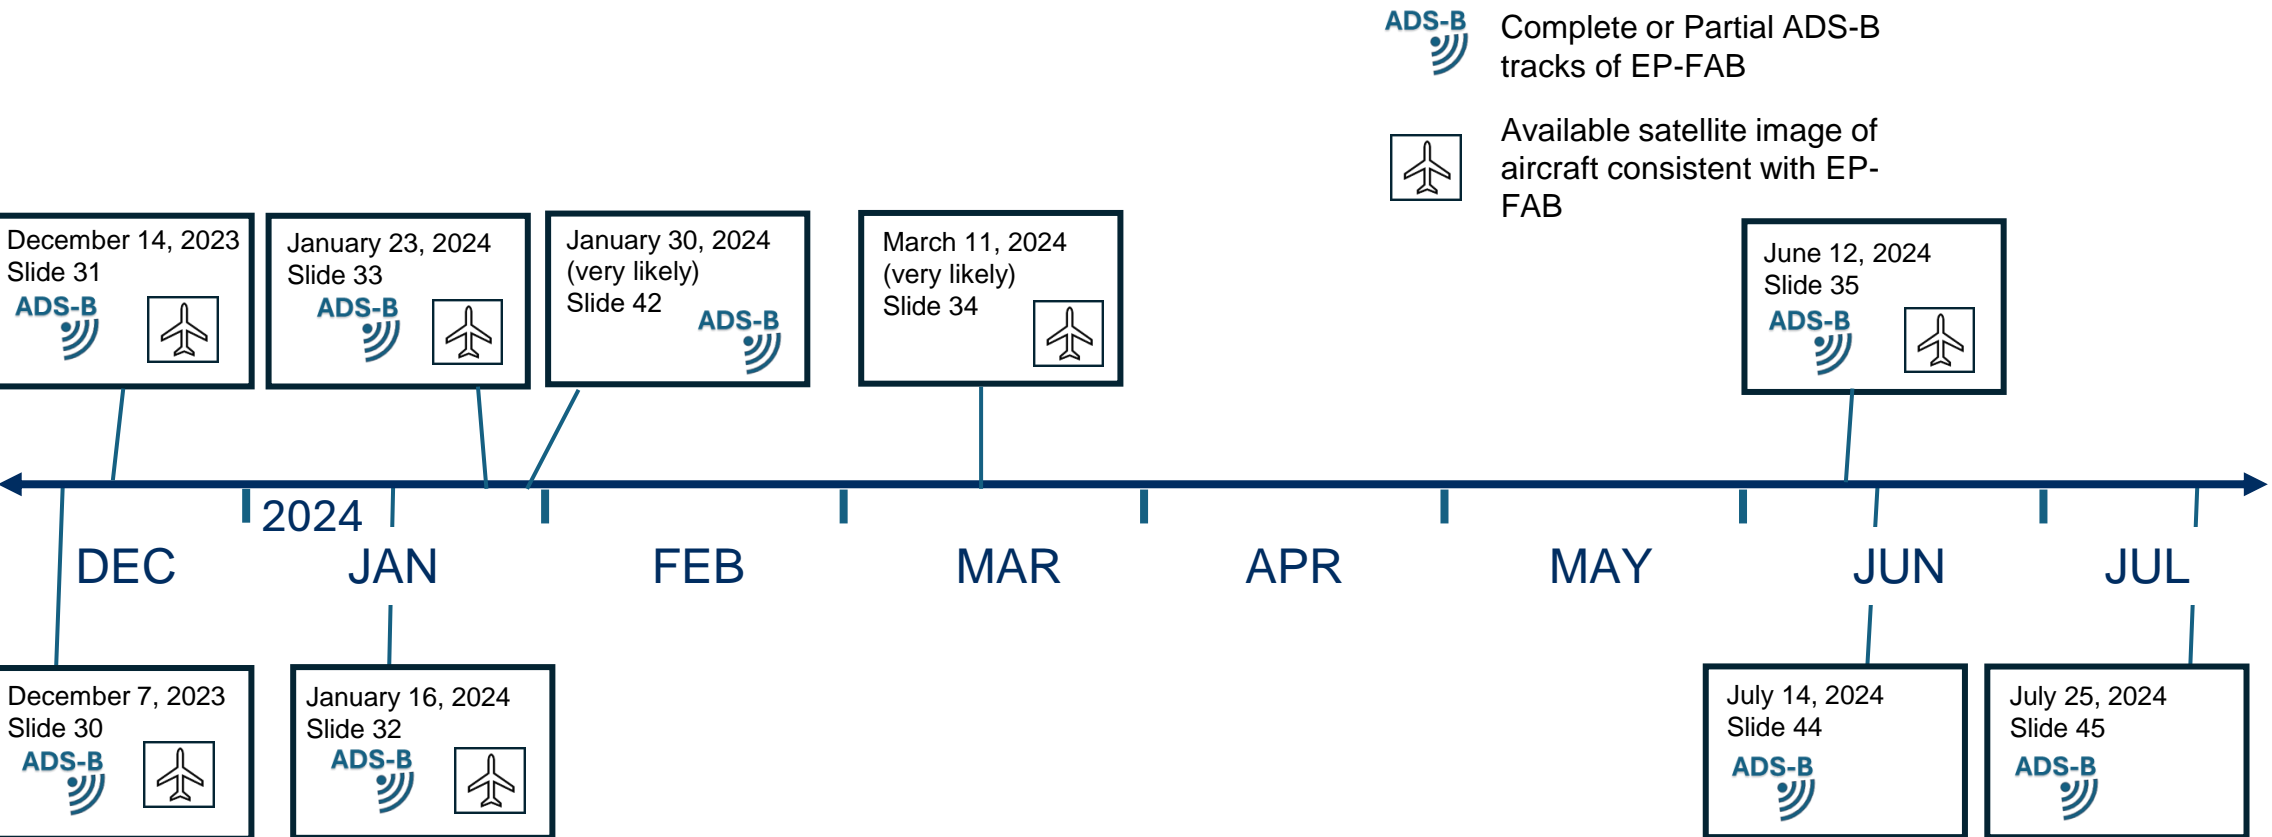 ADS-B
Complete or Partial ADS-B
tracks of EP-FAB
Available satellite image of
aircraft consistent with EP-
FAB
December 14, 2023
Slide 31
ADS-B
January 23, 2024
Slide 33
ADS-B
January 30, 2024
(very likely)
Slide 42
ADS-B
March 11, 2024
(very likely)
Slide 34
June 12, 2024
Slide 35
ADS-B
2024
DEC
JAN
FEB
MAR
APR
MAY
JUN
JUL
December 7, 2023
Slide 30
ADS-B
January 16, 2024
Slide 32
ADS-B
July 14, 2024
Slide 44
ADS-B
July 25, 2024
Slide 45
ADS-B